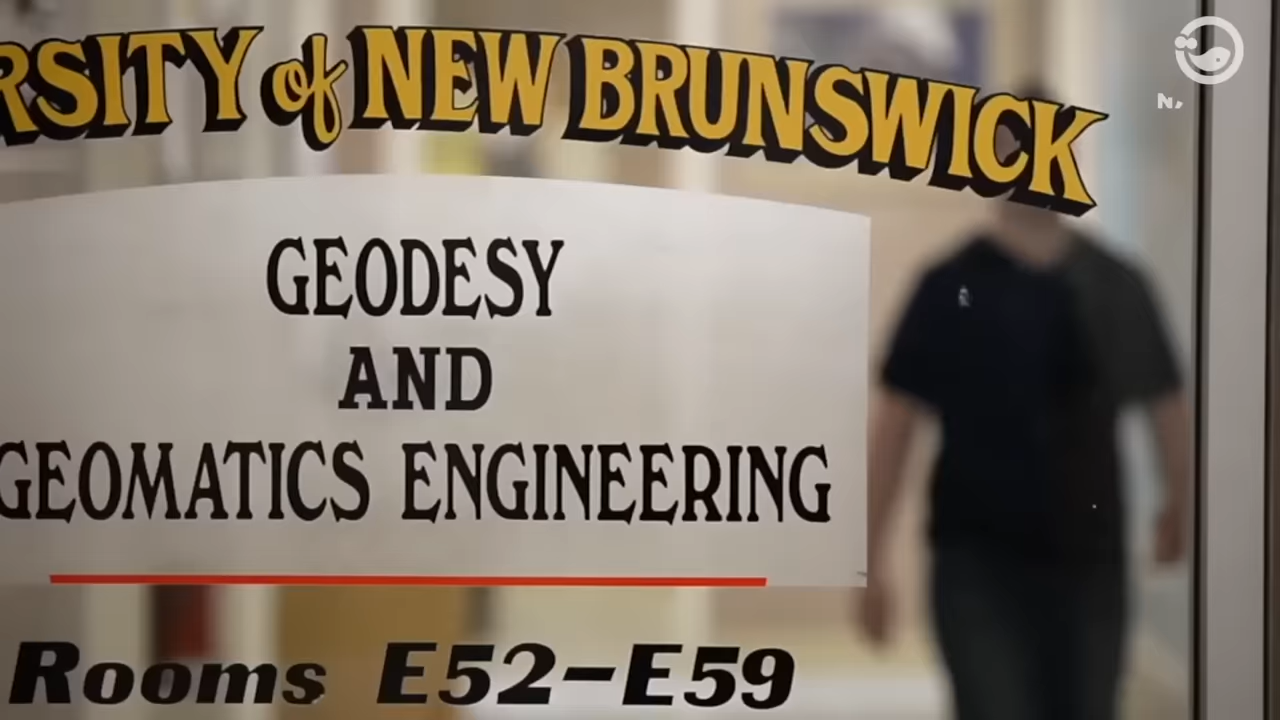 RSITY of NEW BRUNSWICK
GEODESY
AND
GEOMATICS ENGINEERING
Rooms E52-E59